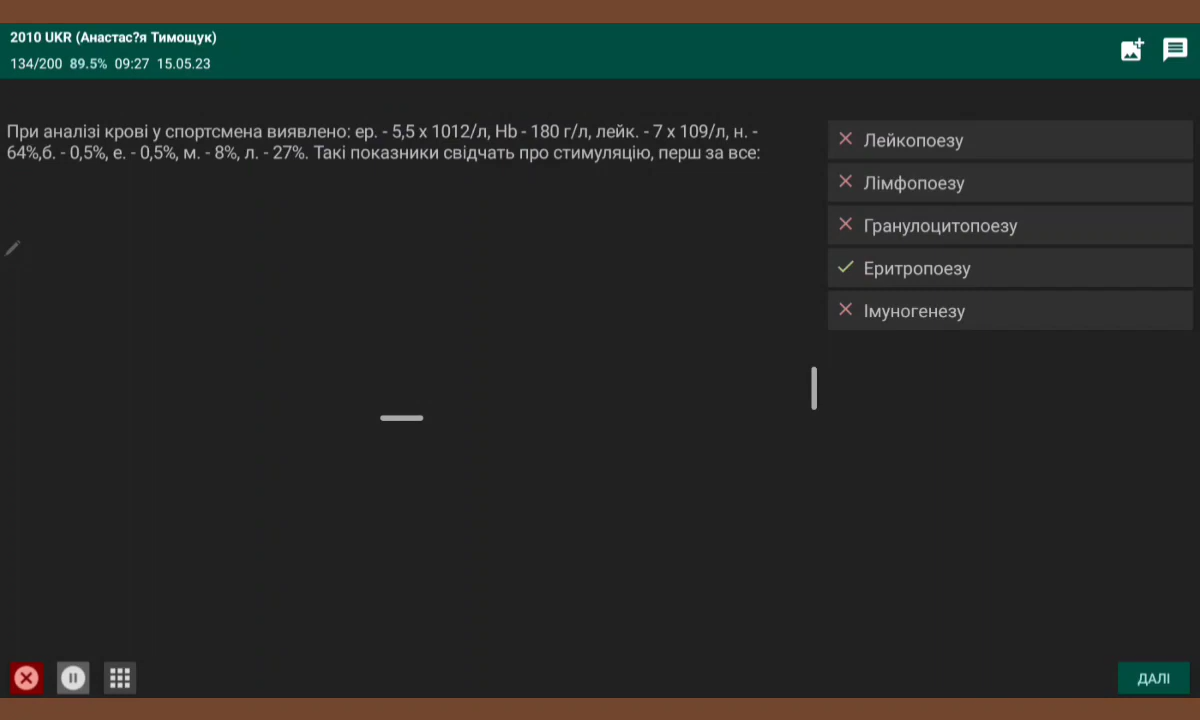 2010 UKR (Анастас?я Тимощук)
134/200 89.5% 09:27 15.05.23
При аналізі крові у спортсмена виявлено: ер. - 5,5 х 1012/л, Hb - 180 г/л, лейк. - 7 х 109/л, н. -
64%,б. - 0,5%, е. - 0,5%, м. - 8%, л. - 27%. Такі показники свідчать про стимуляцію, перш за все:
Лейкопоезу
Лімфопоезу
Гранулоцитопоезу
Еритропоезу
Імуногенезу
ДАЛІ